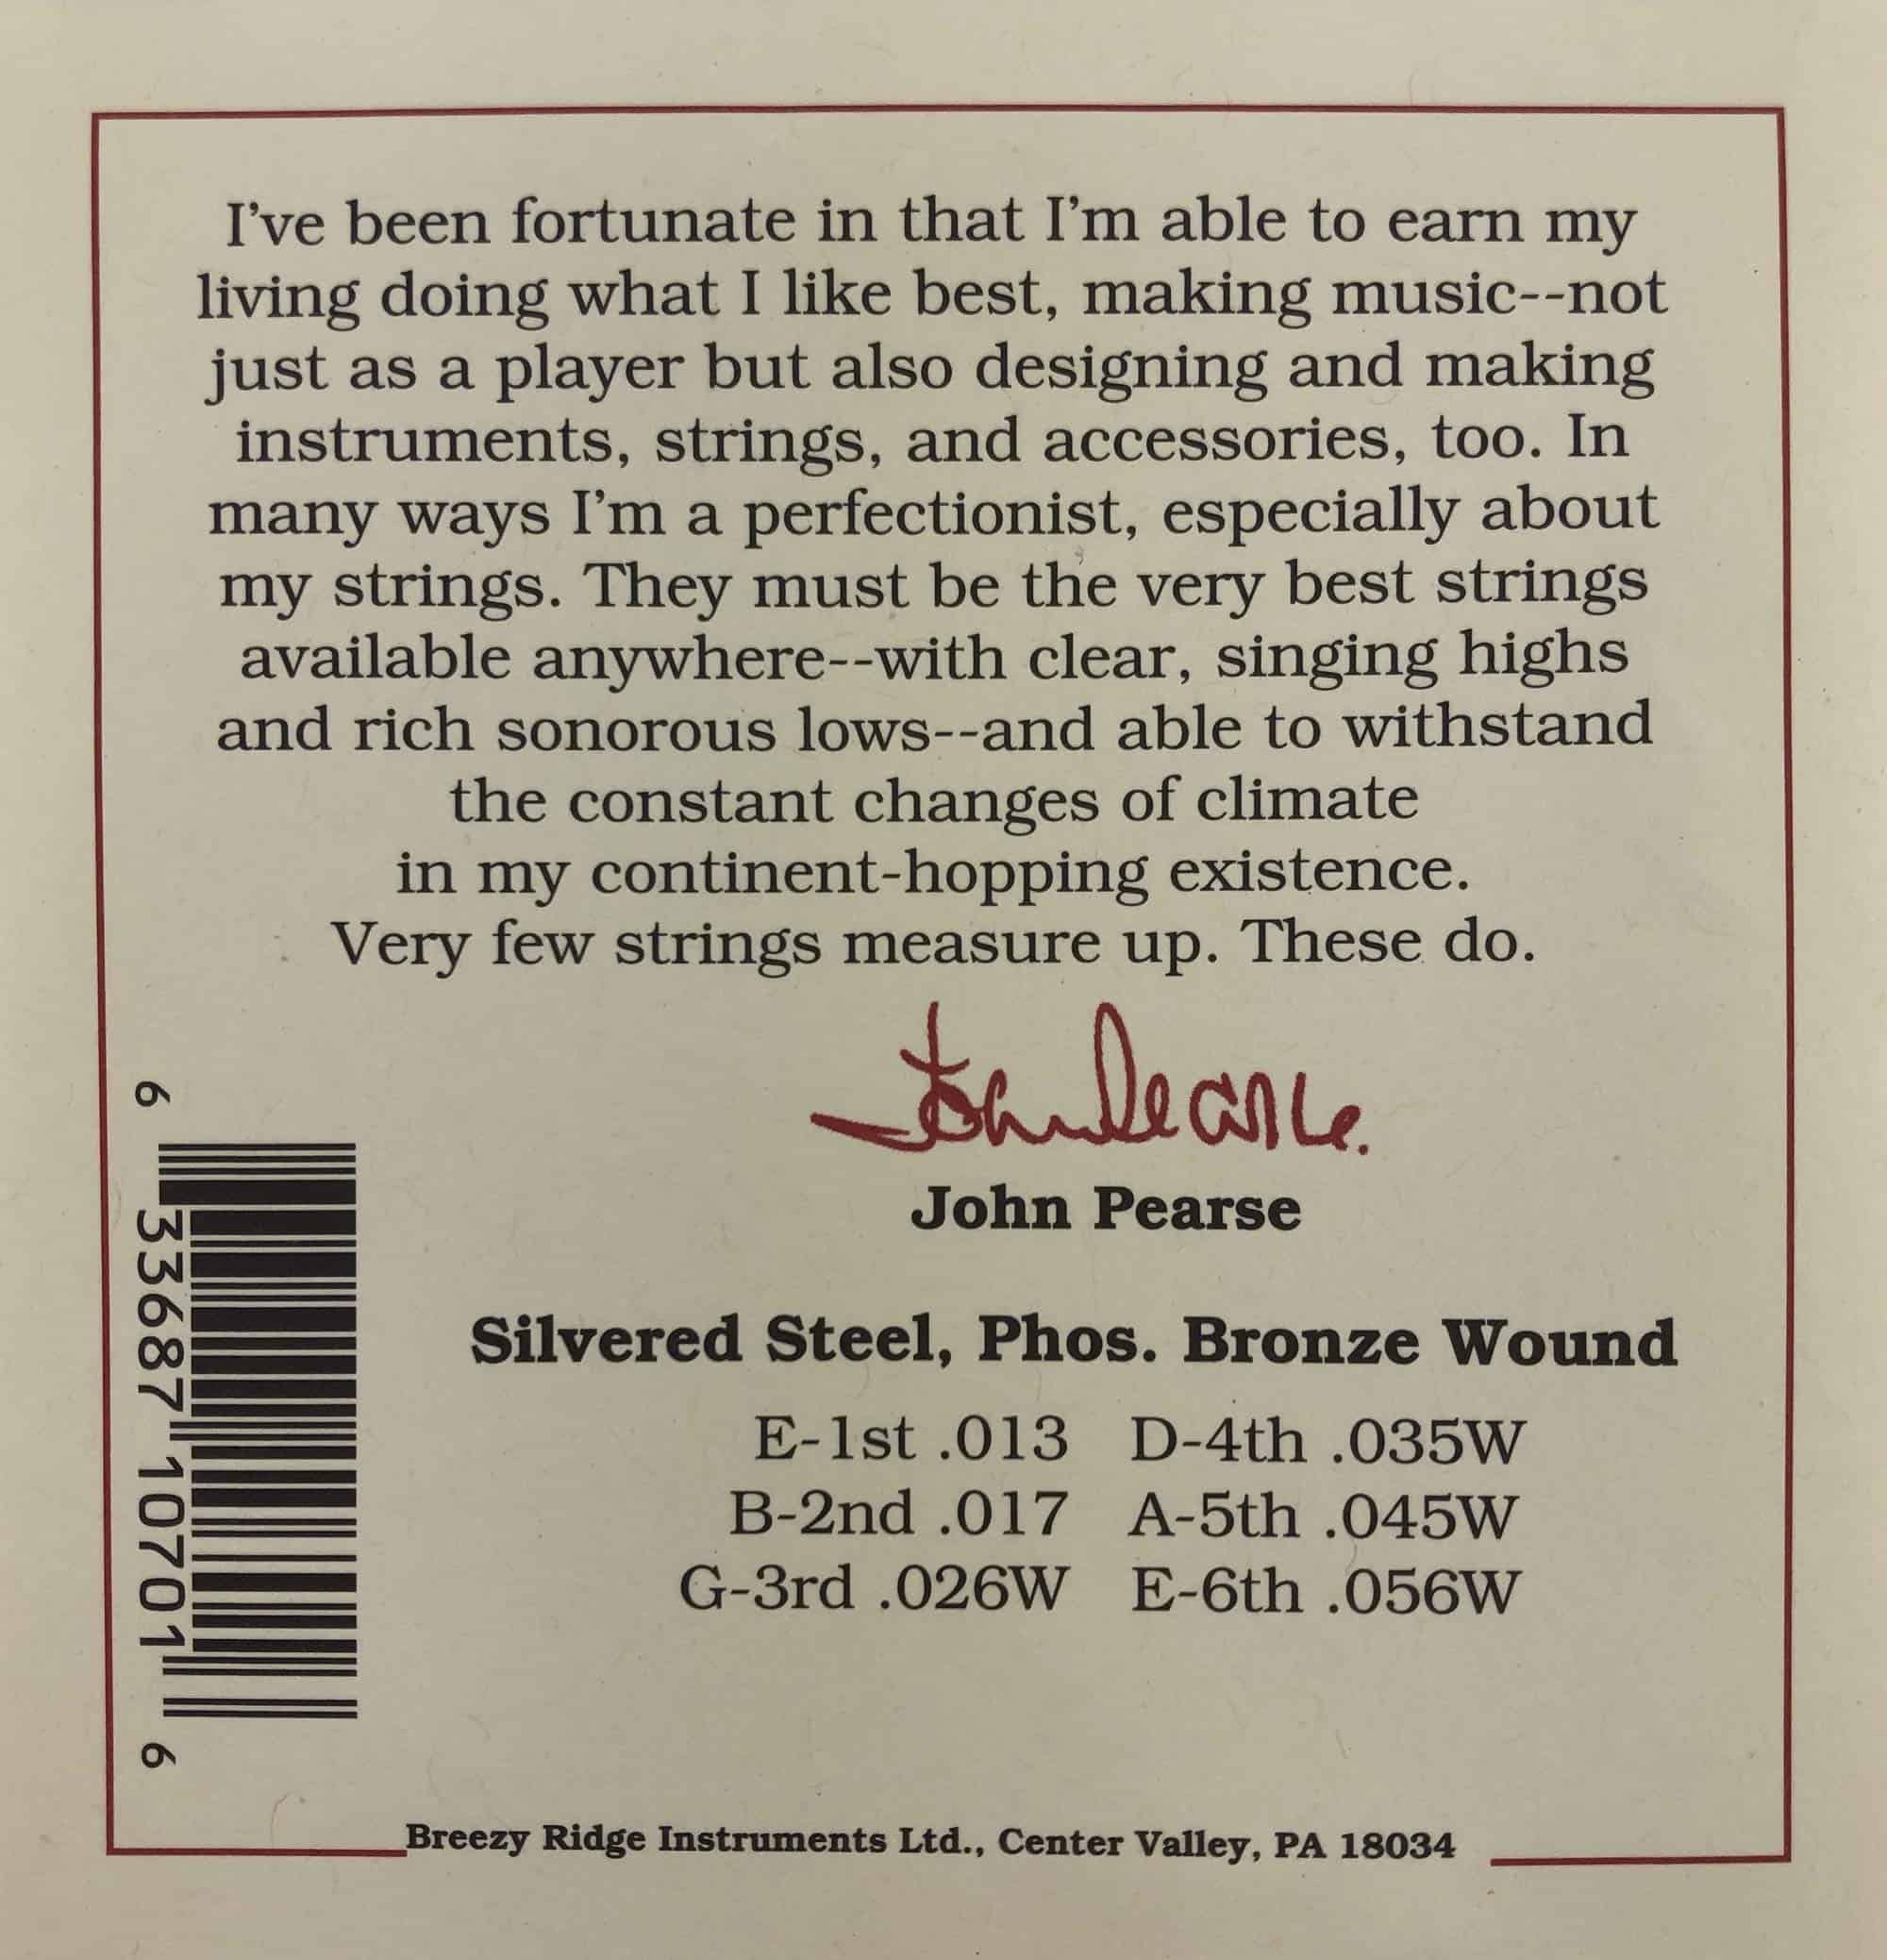 I've been fortunate in that I'm able to earn my
living doing what I like best, making music--not
just as a player but also designing and making
instruments, strings, and accessories, too. In
many ways I'm a perfectionist, especially about
my strings. They must be the very best strings
available anywhere--with clear, singing highs
and rich sonorous lows--and able to withstand
the constant changes of climate
in my continent-hopping existence.
Very few strings measure up. These do.
John Pearse.
John Pearse
Silvered Steel, Phos. Bronze Wound
E-1st .013 D-4th .035W
B-2nd .017 A-5th .045W
G-3rd .026W E-6th .056W
6 33687 10701 6
Breezy Ridge Instruments Ltd., Center Valley, PA 18034